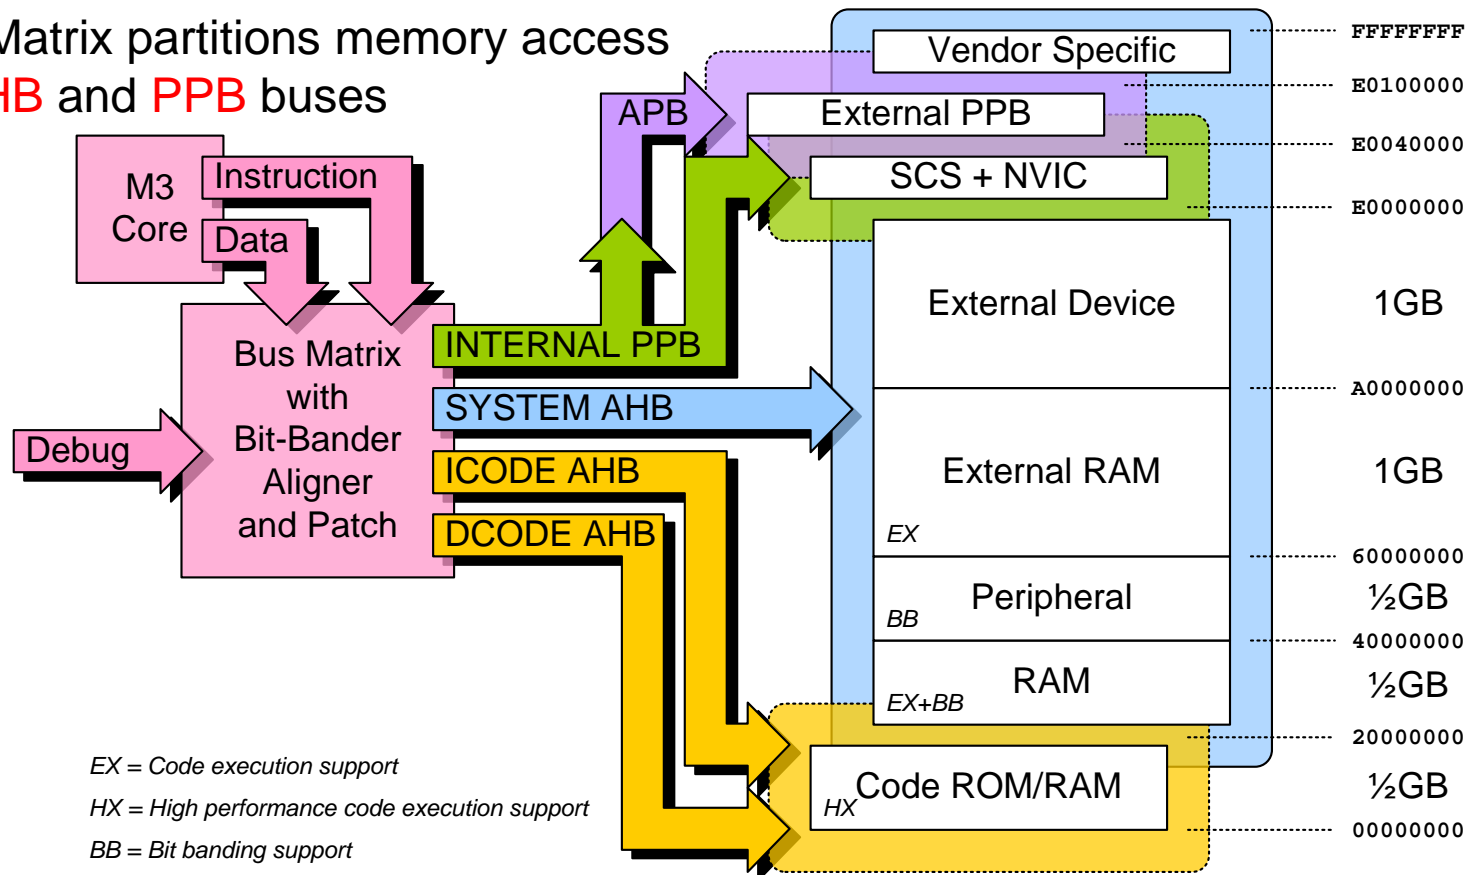 Matrix partitions memory access
HB and PPB buses
M3
Core
Instruction
Data
Debug
Bus Matrix
with
Bit-Bander
Aligner
and Patch
APB
INTERNAL PPB
SYSTEM AHB
ICODE AHB
DCODE AHB
Vendor Specific
External PPB
SCS + NVIC
External Device
External RAM
EX
Peripheral
BB
RAM
EX+BB
Code ROM/RAM
HX
FFFFFFFF
E0100000
E0040000
E0000000
1GB
A0000000
1GB
60000000
½GB
40000000
½GB
20000000
½GB
00000000
EX = Code execution support
HX = High performance code execution support
BB = Bit banding support